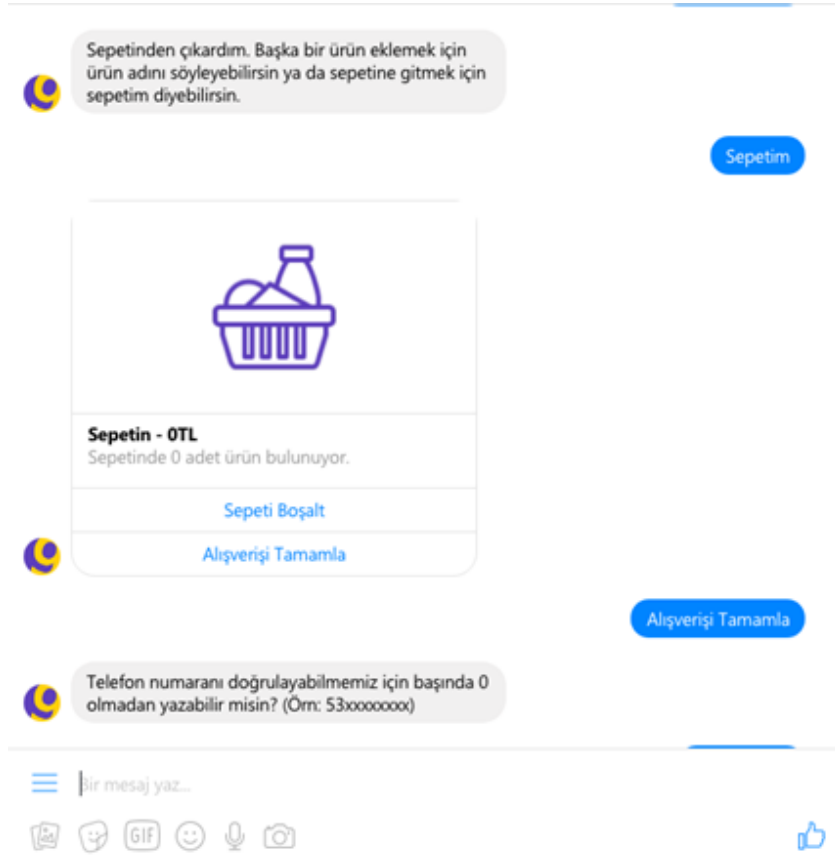 Sepetinden çıkardım. Başka bir ürün eklemek için
ürün adını söyleyebilirsin ya da sepetine gitmek için
sepetim diyebilirsin.
Sepetim
Sepetin - 0TL
Sepetinde 0 adet ürün bulunuyor.
Sepeti Boşalt
Alışverişi Tamamla
Alışverişi Tamamla
Telefon numaranı doğrulayabilmemiz için başında 0
olmadan yazabilir misin? (Örn: 53xxxxxxxx)
Bir mesaj yaz...
GIF